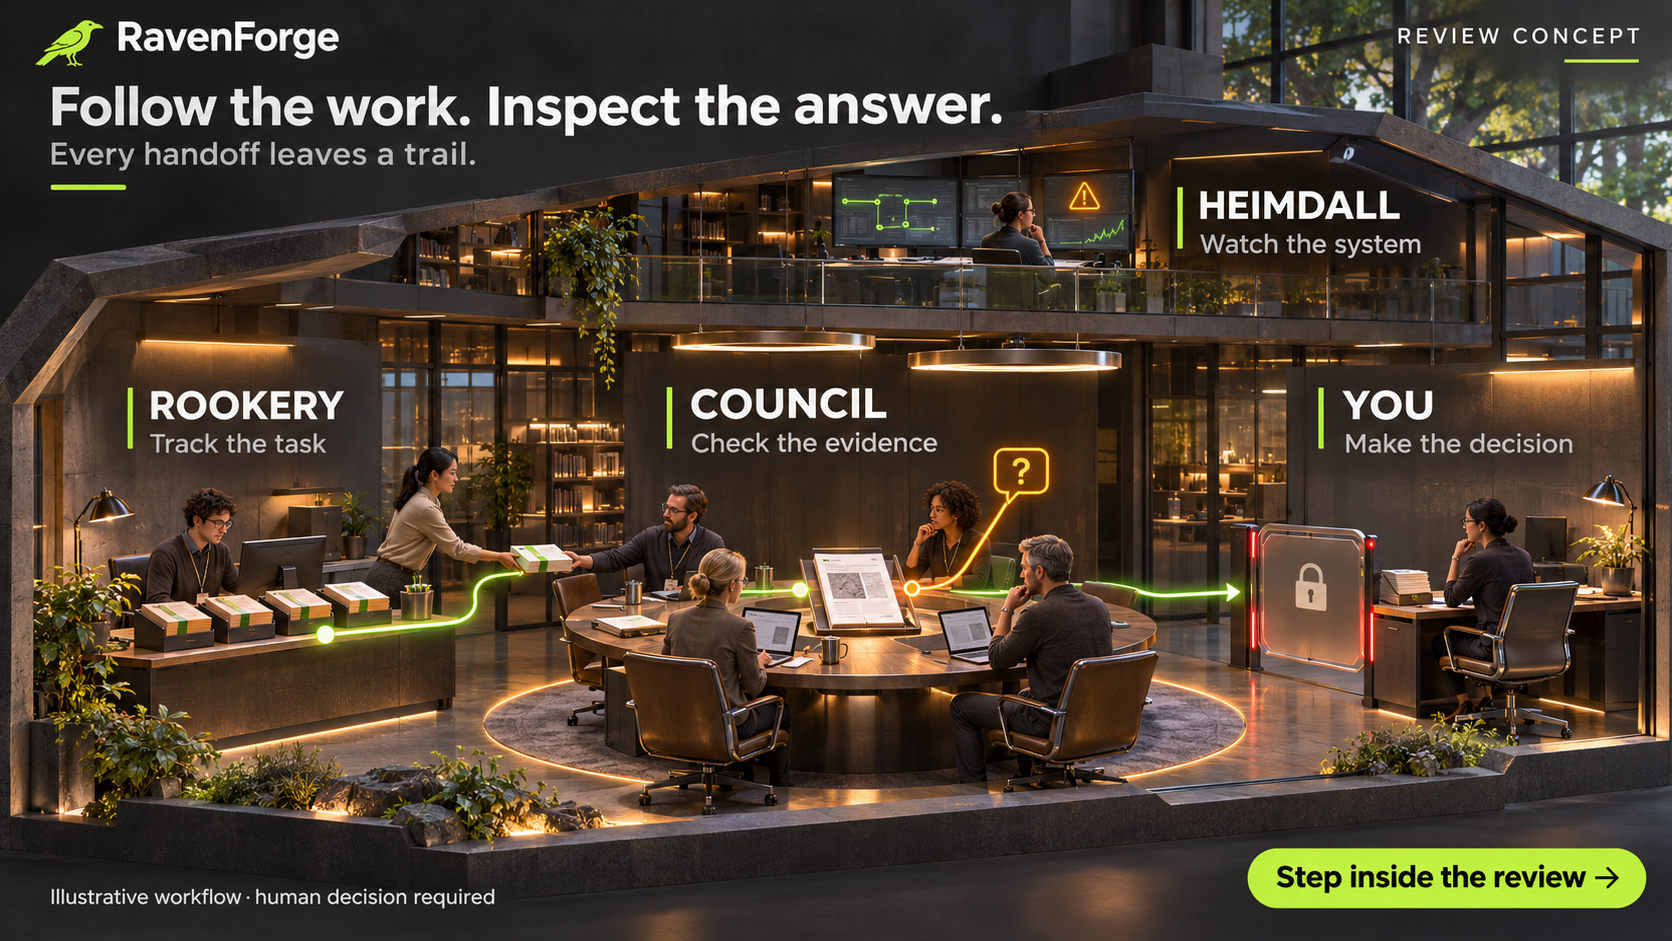 RavenForge
REVIEW CONCEPT
Follow the work. Inspect the answer.
Every handoff leaves a trail.
HEIMDALL
Watch the system
ROOKERY
Track the task
COUNCIL
Check the evidence
YOU
Make the decision
?
Illustrative workflow · human decision required
Step inside the review →